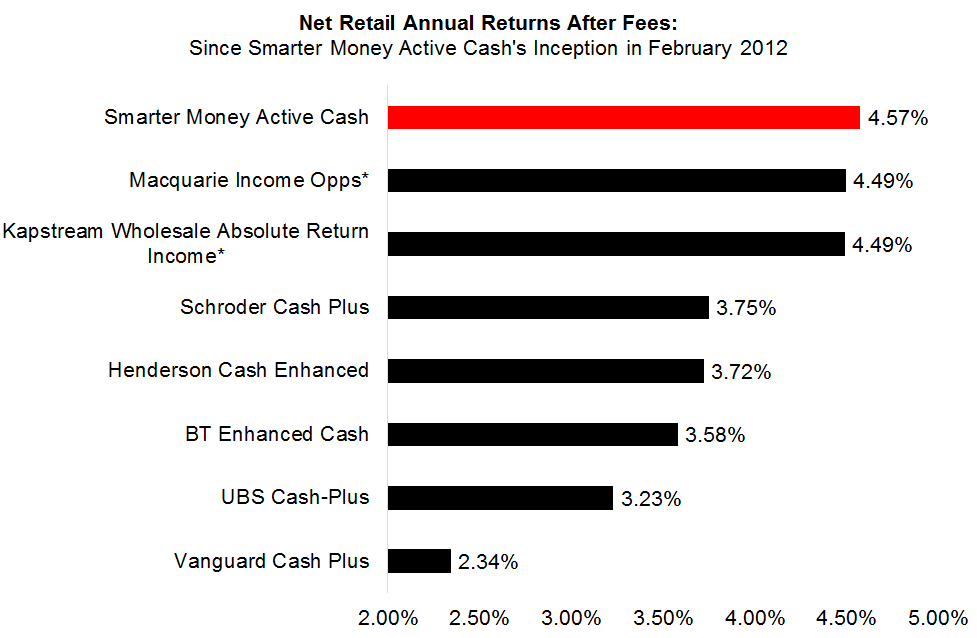 Net Retail Annual Returns After Fees:
Since Smarter Money Active Cash's Inception in February 2012
Smarter Money Active Cash 4.57%
Macquarie Income Opps* 4.49%
Kapstream Wholesale Absolute Return
Income* 4.49%
Schroder Cash Plus 3.75%
Henderson Cash Enhanced 3.72%
BT Enhanced Cash 3.58%
UBS Cash-Plus 3.23%
Vanguard Cash Plus 2.34%
2.00% 2.50% 3.00% 3.50% 4.00% 4.50% 5.00%